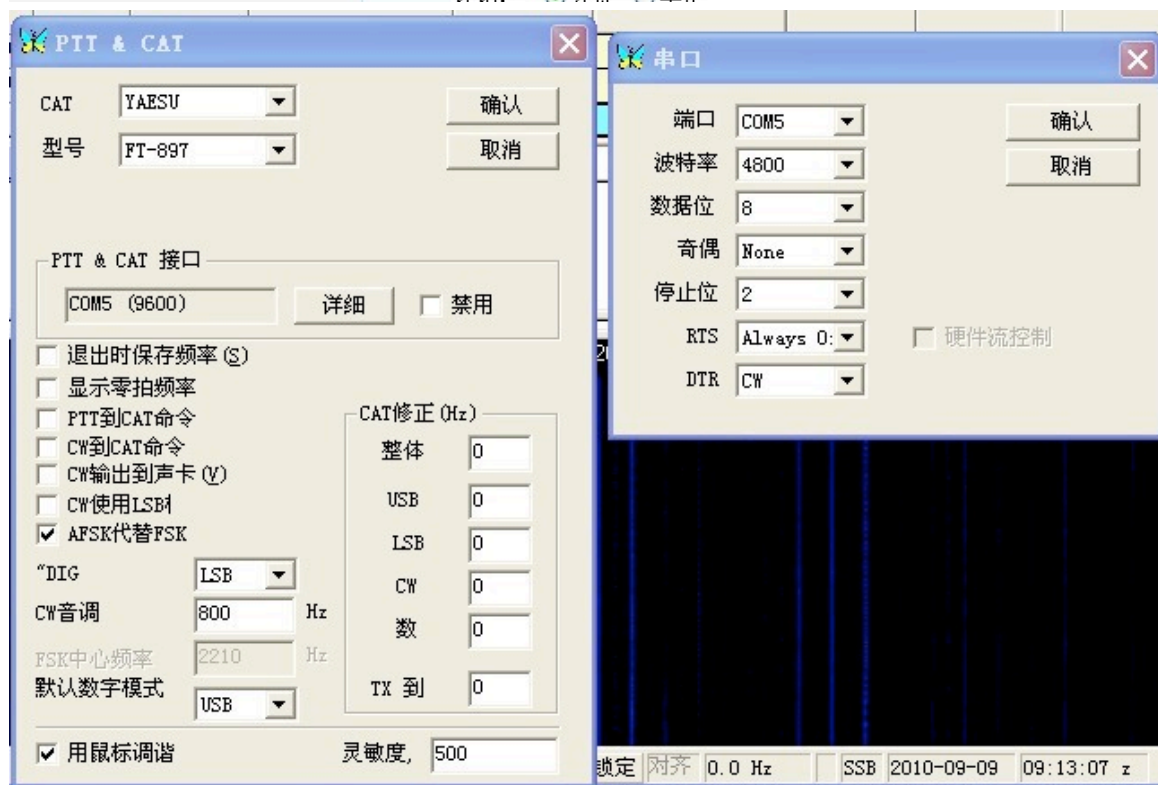 PTT & CAT
CAT YAESU 确认
型号 FT-897 取消
PTT & CAT 接口
COM5 (9600) 详细 禁用
退出时保存频率(S)
显示零拍频率
PTT到CAT命令
CW到CAT命令
CW输出到声卡(V)
CW使用LSB
AFSK代替FSK
"DIG LSB
CW音调 800 Hz
FSK中心频率 2210 Hz
默认数字模式 USB
CAT修正(Hz)
整体 0
USB 0
LSB 0
CW 0
数 0
TX 到 0
用鼠标调谐 灵敏度, 500
串口
端口 COM5 确认
波特率 4800 取消
数据位 8
奇偶 None
停止位 2
RTS Always O: 硬件流控制
DTR CW
锁定 对齐 0.0 Hz SSB 2010-09-09 09:13:07 z